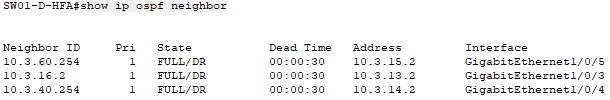 SW01-D-HFA#show ip ospf neighbor
Neighbor ID Pri State Dead Time Address Interface
10.3.60.254 1 FULL/DR 00:00:30 10.3.15.2 GigabitEthernet1/0/5
10.3.16.2 1 FULL/DR 00:00:30 10.3.13.2 GigabitEthernet1/0/3
10.3.40.254 1 FULL/DR 00:00:30 10.3.14.2 GigabitEthernet1/0/4